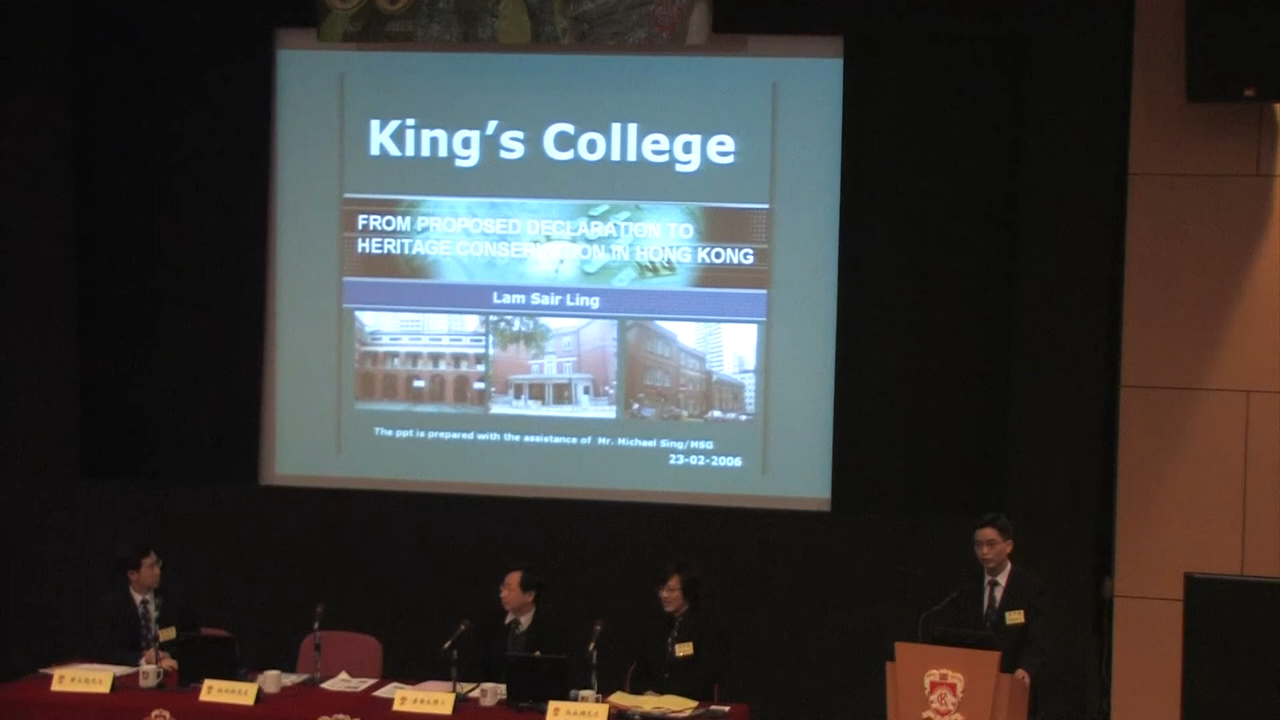 King's College
FROM PROPOSED DECLARATION TO
HERITAGE CONSERVATION IN HONG KONG
Lam Sair Ling
The ppt is prepared with the assistance of Mr. Michael Sing/HSG
23-02-2006